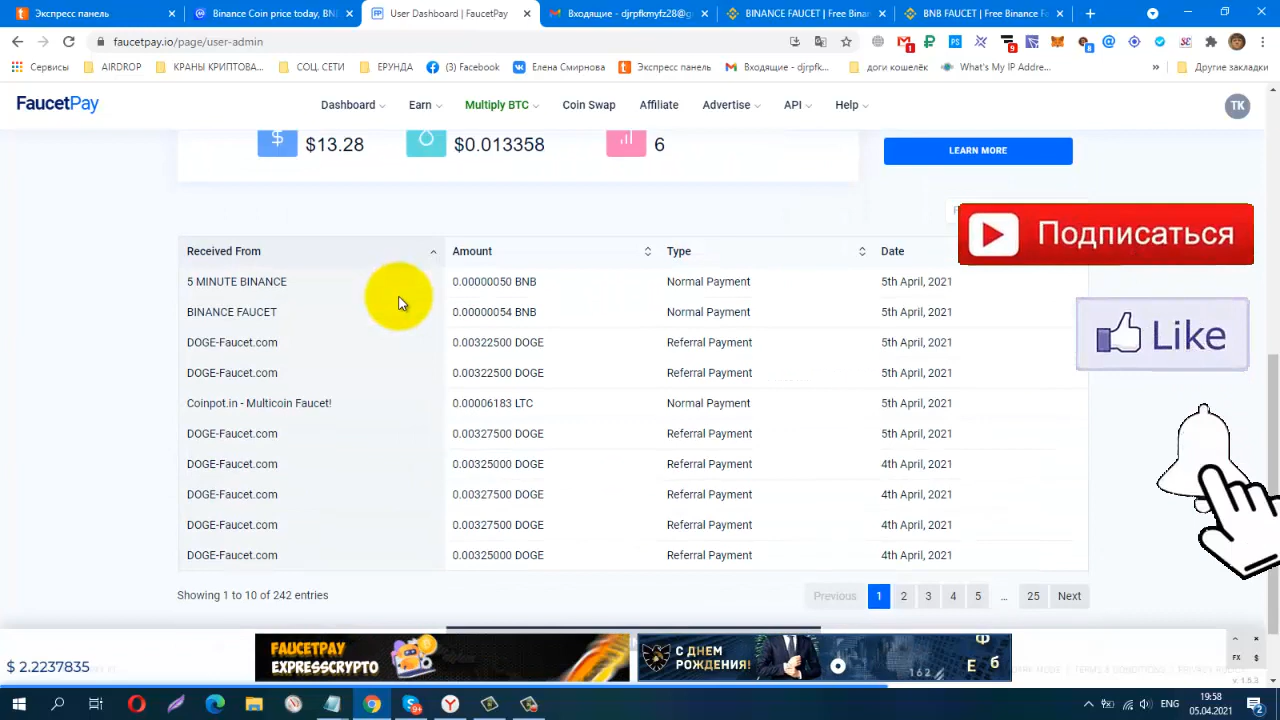 Экспресс панель
Binance Coin price today, BN
User Dashboard | FaucetPay
Входящие - djrpfkmyfz28@g
BINANCE FAUCET | Free Binan
BNB FAUCET | Free Binance Fo
faucetpay.io/page/user-admin
Сервисы
AIRDROP
КРАНЫ КРИПТОВА...
СОЦ. СЕТИ
ЕРУНДА
(3) Facebook
Елена Смирнова
Экспресс панель
Входящие - djrpfk...
доги кошелёк
What's My IP Addre...
»
Другие закладки
FaucetPay
Dashboard
Earn
Multiply BTC
Coin Swap
Affiliate
Advertise
API
Help
TK
$13.28
$0.013358
6
LEARN MORE
Подписаться
Received From Amount Type Date
5 MINUTE BINANCE 0.00000050 BNB Normal Payment 5th April, 2021
BINANCE FAUCET 0.00000054 BNB Normal Payment 5th April, 2021
DOGE-Faucet.com 0.00322500 DOGE Referral Payment 5th April, 2021
DOGE-Faucet.com 0.00322500 DOGE Referral Payment 5th April, 2021
Coinpot.in - Multicoin Faucet! 0.00006183 LTC Normal Payment 5th April, 2021
DOGE-Faucet.com 0.00327500 DOGE Referral Payment 5th April, 2021
DOGE-Faucet.com 0.00325000 DOGE Referral Payment 4th April, 2021
DOGE-Faucet.com 0.00327500 DOGE Referral Payment 4th April, 2021
DOGE-Faucet.com 0.00327500 DOGE Referral Payment 4th April, 2021
DOGE-Faucet.com 0.00325000 DOGE Referral Payment 4th April, 2021
Like
Showing 1 to 10 of 242 entries
Previous 1 2 3 4 5 ... 25 Next
$ 2.2237835
FAUCETPAY
EXPRESSCRYPTO
С ДНЕМ
РОЖДЕНИЯ!
162
Ф
Е
б
TERMS & CONDITIONS
FX $
v 1.5.3
ENG
19:58
05.04.2021